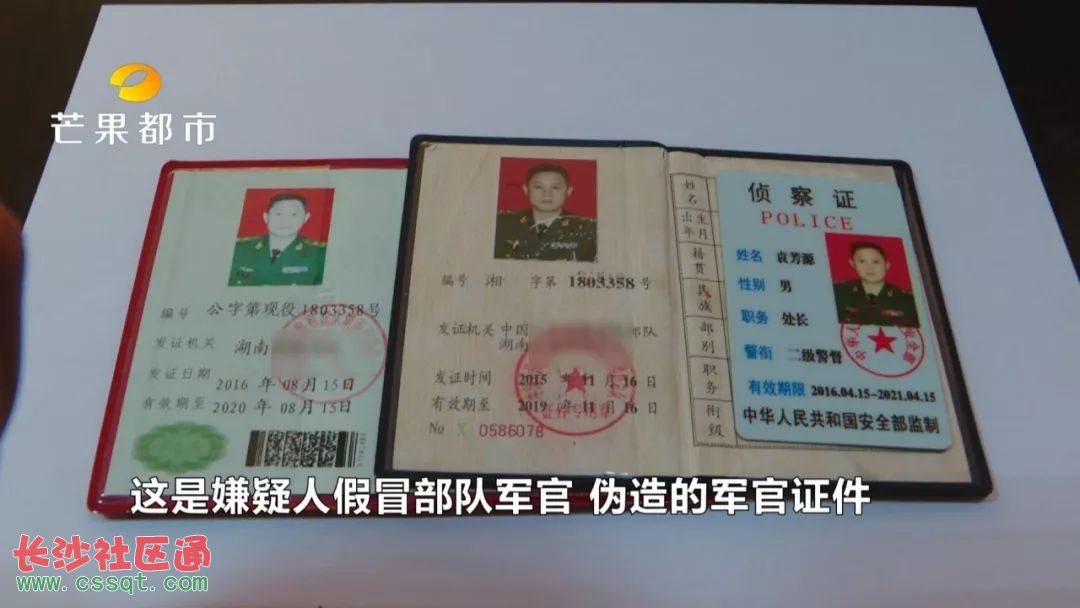 芒果都市
编号 公字第现役1803358号
发证机关 湖南
发证日期 2016 年 08月 15日
有效期至 2020 年 08月 15日
编号 湘 字第 1803358 号
发证机关 中国 部队
湖南
发证时间 2015 年 11 月 16 日
有效期至 2019 年 11 月 16 日
No X 0586078
证件专用章
姓名
出生年月
籍贯
民族
部别
职务
衔级
侦察证
POLICE
姓名 袁芳源
性别 男
职务 处长
警衔 二级警督
有效期限 2016.04.15-2021.04.15
中华人民共和国安全部监制
这是嫌疑人假冒部队军官 伪造的军官证件
长沙社区通
www.cssqt.com